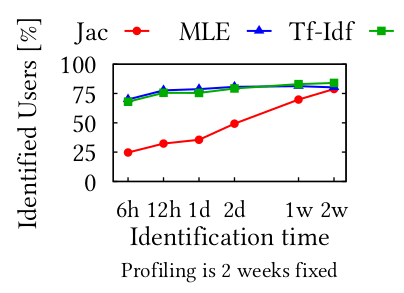 Jac MLE Tf-Idf
Identified Users [%]
100
75
50
25
0
6h 12h 1d 2d 1w 2w
Identification time
Profiling is 2 weeks fixed